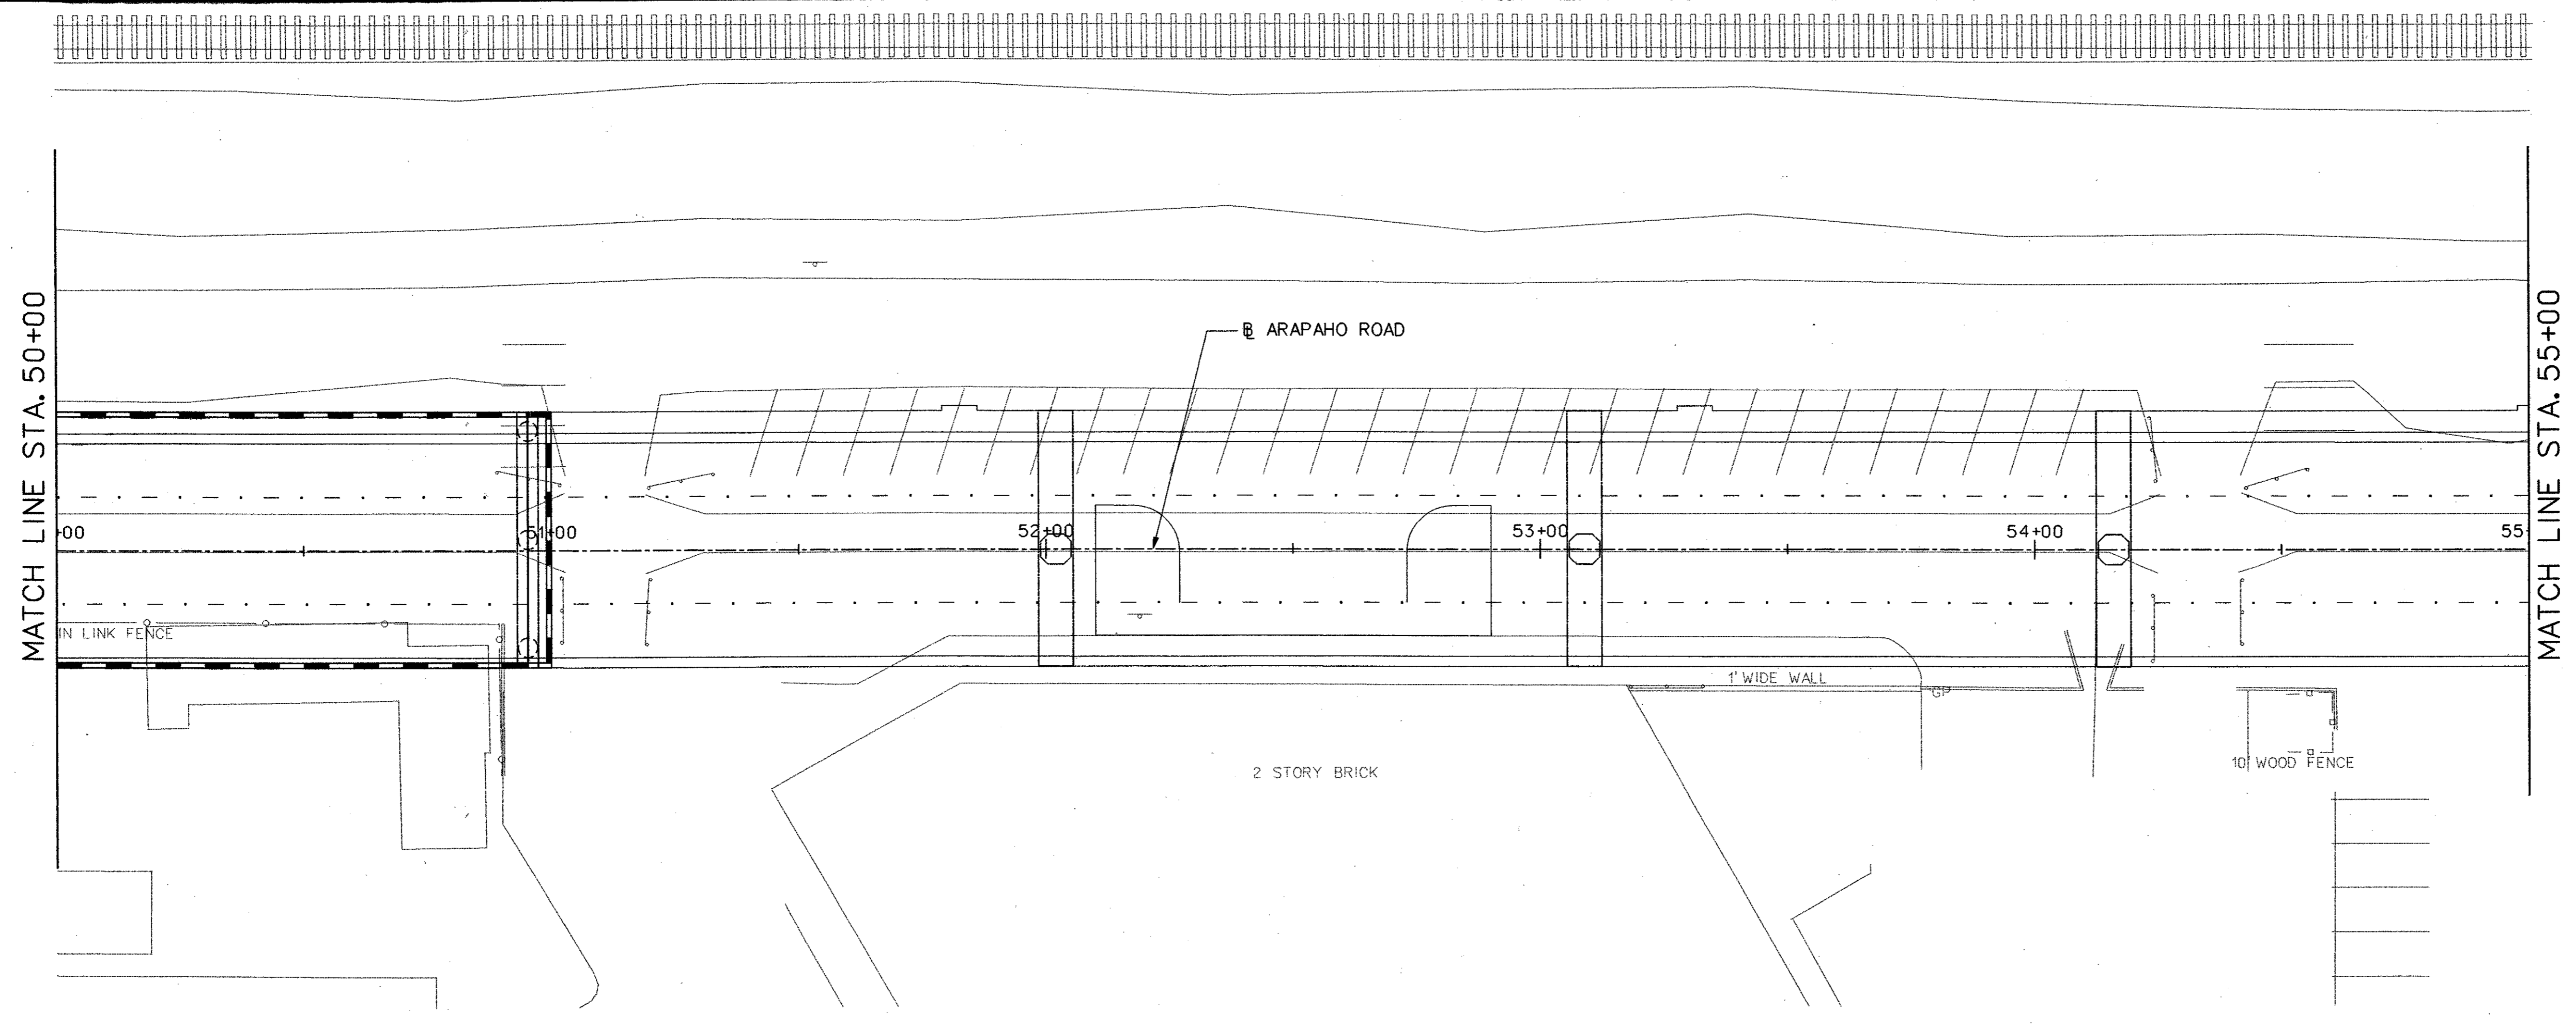 MATCH LINE STA. 50+00
MATCH LINE STA. 55+00
BL ARAPAHO ROAD
+00
51+00
52+00
53+00
54+00
55
IN LINK FENCE
1' WIDE WALL
GP
2 STORY BRICK
10' WOOD FENCE